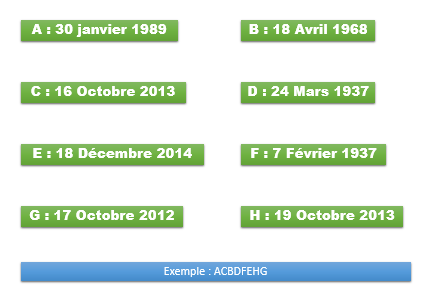 A : 30 janvier 1989
B : 18 Avril 1968
C : 16 Octobre 2013
D : 24 Mars 1937
E : 18 Décembre 2014
F : 7 Février 1937
G : 17 Octobre 2012
H : 19 Octobre 2013
Exemple : ACBDFEHG